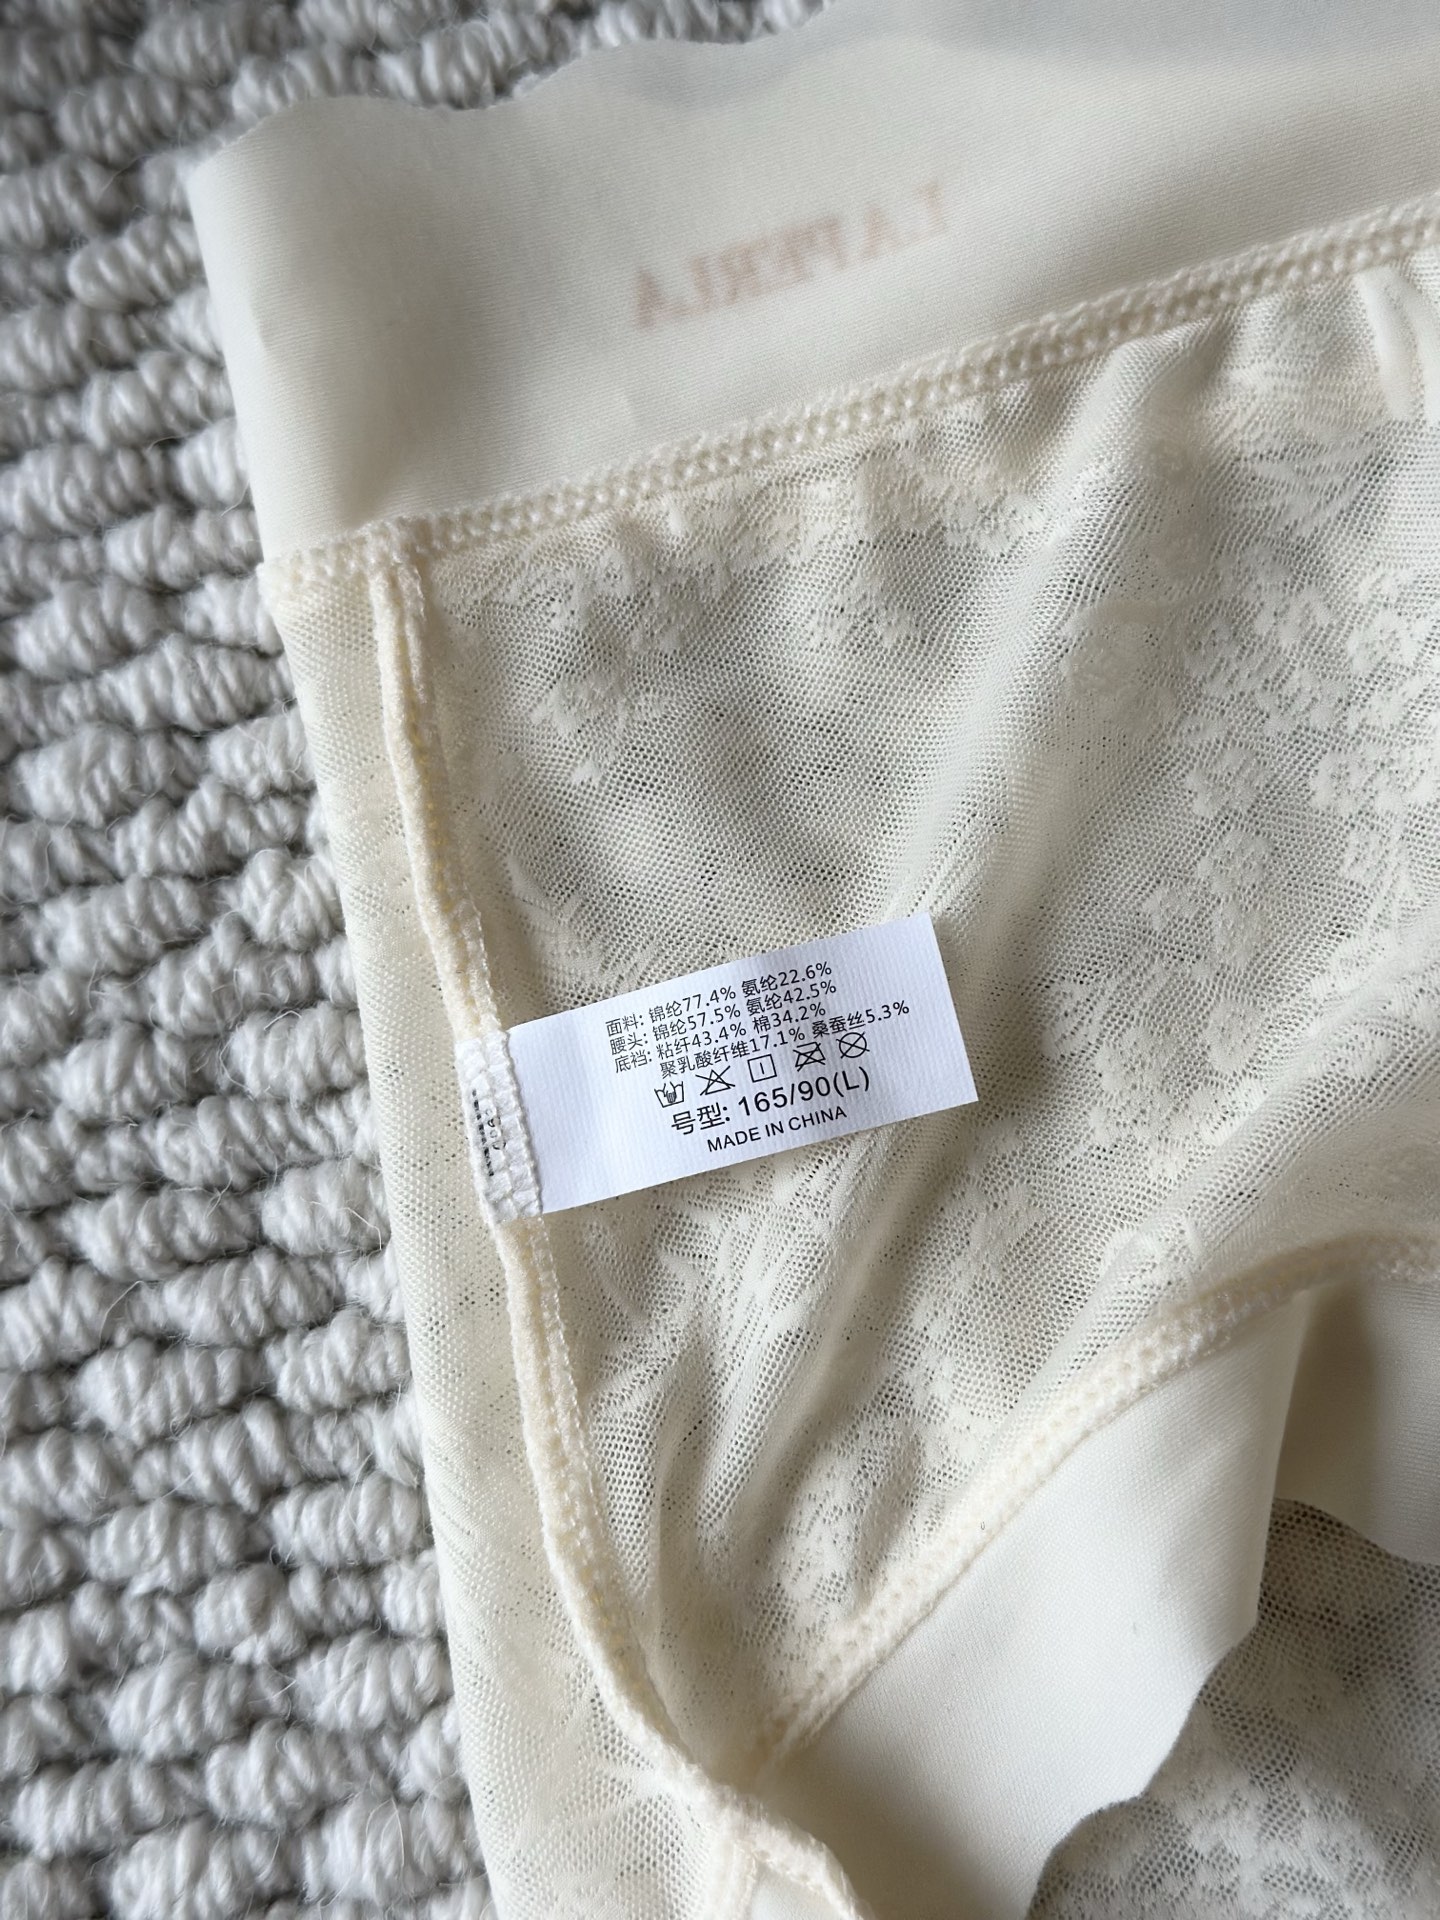 LA PERLA
面料: 锦纶77.4% 氨纶22.6%
腰头: 锦纶57.5% 氨纶42.5%
底裆: 粘纤43.4% 棉34.2%
聚乳酸纤维17.1% 桑蚕丝5.3%
号型: 165/90(L)
MADE IN CHINA